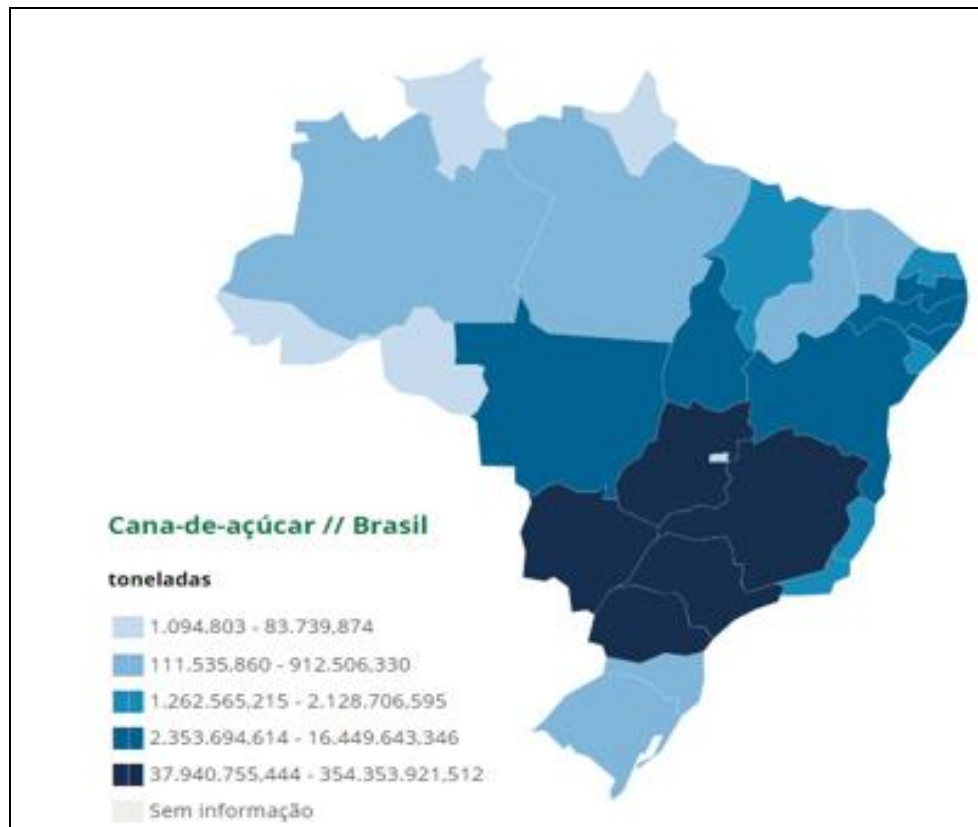 Cana-de-açúcar // Brasil
toneladas
1.094,803 - 83.739,874
111.535,860 - 912.506,330
1.262.565,215 - 2.128.706,595
2.353.694,614 - 16.449.643,346
37.940.755,444 - 354.353.921,512
Sem informação